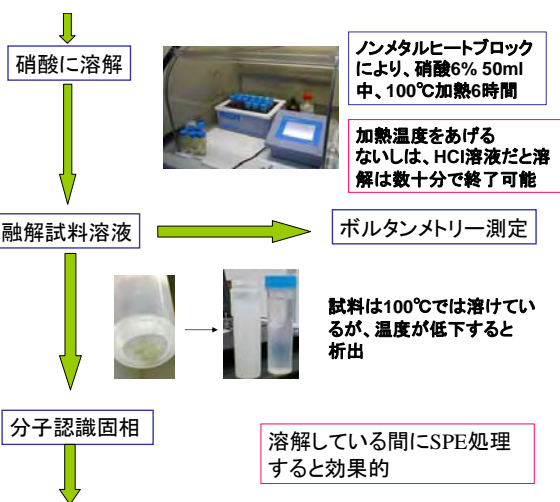 硝酸に溶解
ノンメタルヒートブロック
により、硝酸6% 50ml
中、100℃加熱6時間
加熱温度をあげる
ないしは、HCl溶液だと溶
解は数十分で終了可能
融解試料溶液
ボルタンメトリー測定
試料は100℃では溶けてい
るが、温度が低下すると
析出
分子認識固相
溶解している間にSPE処理
すると効果的